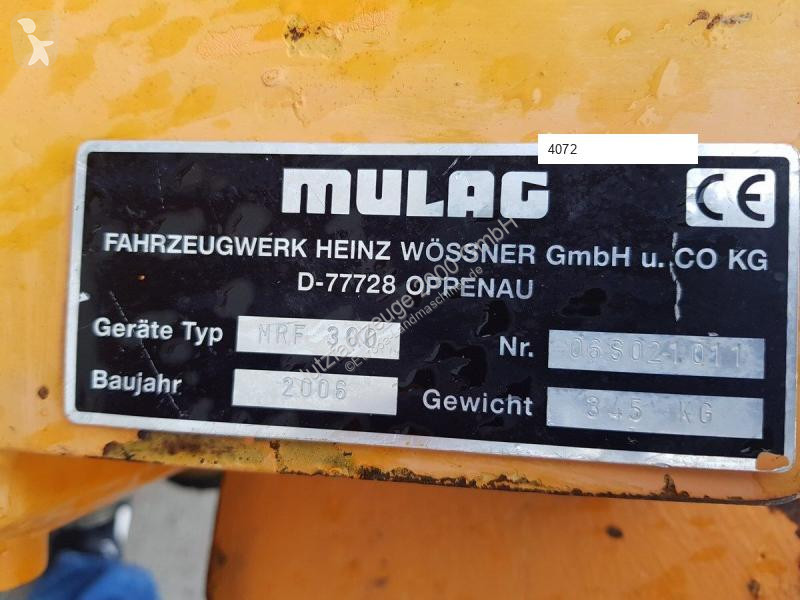 4072
MULAG
CE
FAHRZEUGWERK HEINZ WÖSSNER GmbH u. CO KG
D-77728 OPPENAU
Geräte Typ MRF 300 Nr. 06S021011
Baujahr 2006 Gewicht 345 KG